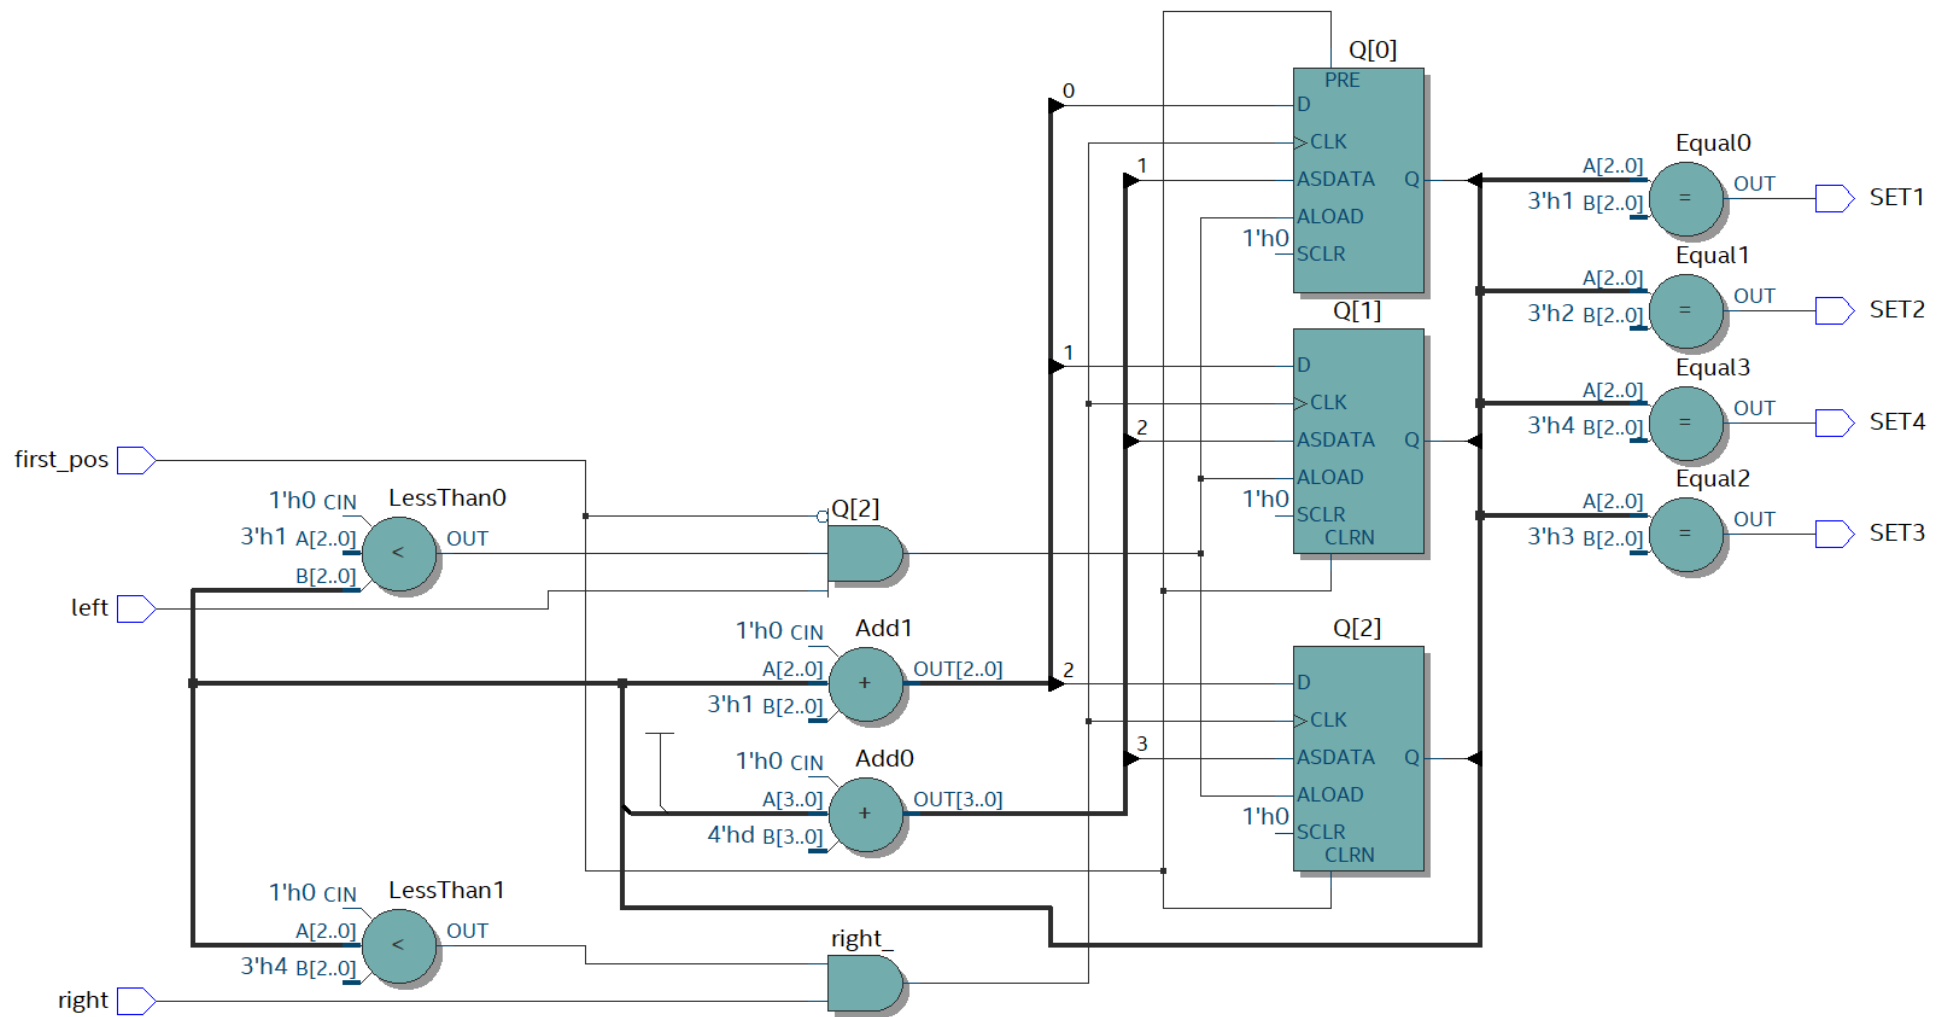 Q[0]
PRE
0
D
CLK
1
ASDATA
Q
ALOAD
1'h0
SCLR
Equal0
A[2..0]
3'h1 B[2..0]
=
OUT
SET1
Equal1
A[2..0]
3'h2 B[2..0]
=
OUT
SET2
Q[1]
1
D
CLK
2
ASDATA
Q
ALOAD
1'h0
SCLR
CLRN
Equal3
A[2..0]
3'h4 B[2..0]
=
OUT
SET4
Equal2
A[2..0]
3'h3 B[2..0]
=
OUT
SET3
first_pos
LessThan0
1'h0 CIN
3'h1 A[2..0]
B[2..0]
<
OUT
Q[2]
left
Add1
1'h0 CIN
A[2..0]
3'h1 B[2..0]
+
OUT[2..0]
Q[2]
2
D
CLK
3
ASDATA
Q
ALOAD
1'h0
SCLR
CLRN
Add0
1'h0 CIN
A[3..0]
4'hd B[3..0]
+
OUT[3..0]
LessThan1
1'h0 CIN
A[2..0]
3'h4 B[2..0]
<
OUT
right_
right